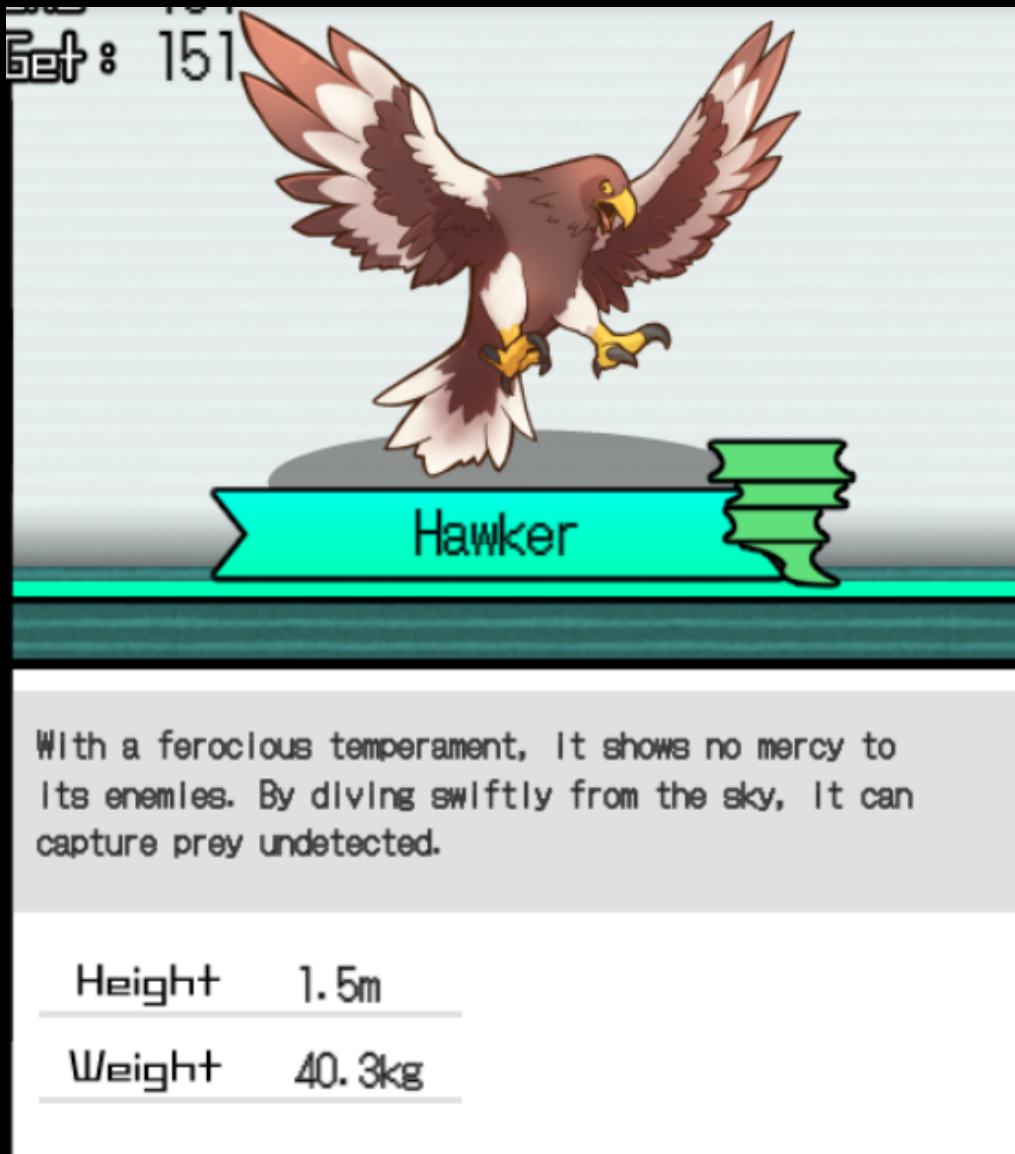 Get: 151
Hawker
With a ferocious temperament, it shows no mercy to
its enemies. By diving swiftly from the sky, it can
capture prey undetected.
Height 1.5m
Weight 40.3kg